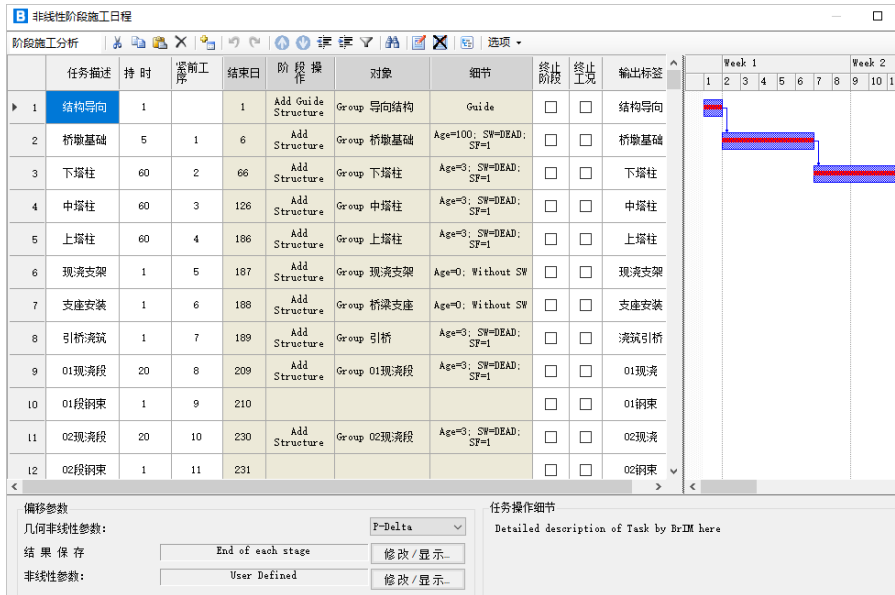 B 非线性阶段施工日程
阶段施工分析 选项
任务描述 持 时 紧前工序 结束日 阶 段 操作 对象 细节 终止阶段 终止工况 输出标签
Week 1 Week 2
1 2 3 4 5 6 7 8 9 10 1
1 结构导向 1 1 Add Guide Structure Group 导向结构 Guide 结构导向
2 桥墩基础 5 1 6 Add Structure Group 桥墩基础 Age=100; SW=DEAD; SF=1 桥墩基础
3 下塔柱 60 2 66 Add Structure Group 下塔柱 Age=3; SW=DEAD; SF=1 下塔柱
4 中塔柱 60 3 126 Add Structure Group 中塔柱 Age=3; SW=DEAD; SF=1 中塔柱
5 上塔柱 60 4 186 Add Structure Group 上塔柱 Age=3; SW=DEAD; SF=1 上塔柱
6 现浇支架 1 5 187 Add Structure Group 现浇支架 Age=0; Without SW 现浇支架
7 支座安装 1 6 188 Add Structure Group 桥梁支座 Age=0; Without SW 支座安装
8 引桥浇筑 1 7 189 Add Structure Group 引桥 Age=3; SW=DEAD; SF=1 浇筑引桥
9 01现浇段 20 8 209 Add Structure Group 01现浇段 Age=3; SW=DEAD; SF=1 01现浇
10 01段钢束 1 9 210 01钢束
11 02现浇段 20 10 230 Add Structure Group 02现浇段 Age=3; SW=DEAD; SF=1 02现浇
12 02段钢束 1 11 231 02钢束
偏移参数
几何非线性参数: P-Delta
结 果 保 存 End of each stage 修改/显示...
非线性参数: User Defined 修改/显示...
任务操作细节
Detailed description of Task by BrIM here